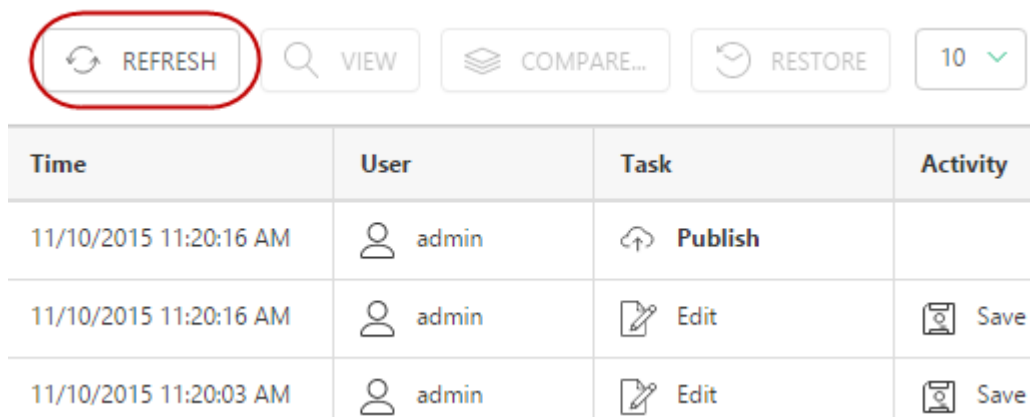 REFRESH VIEW COMPARE... RESTORE 10
Time User Task Activity
11/10/2015 11:20:16 AM admin Publish
11/10/2015 11:20:16 AM admin Edit Save
11/10/2015 11:20:03 AM admin Edit Save